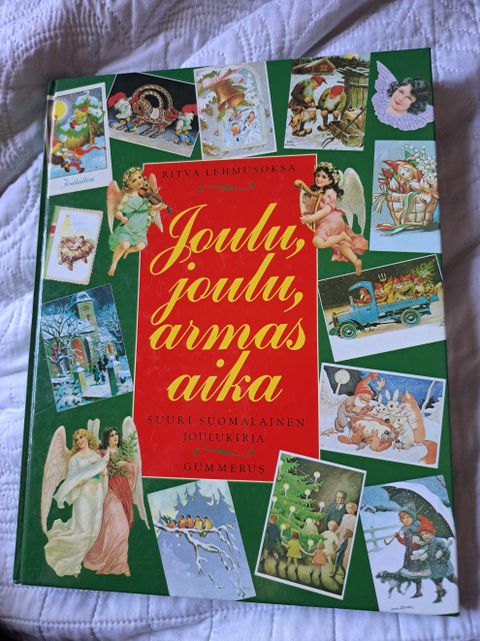 RITVA LEHMUSOKSA
Joulu,
joulu,
armas
aika
SUURI SUOMALAINEN
JOULUKIRJA
GUMMERUS